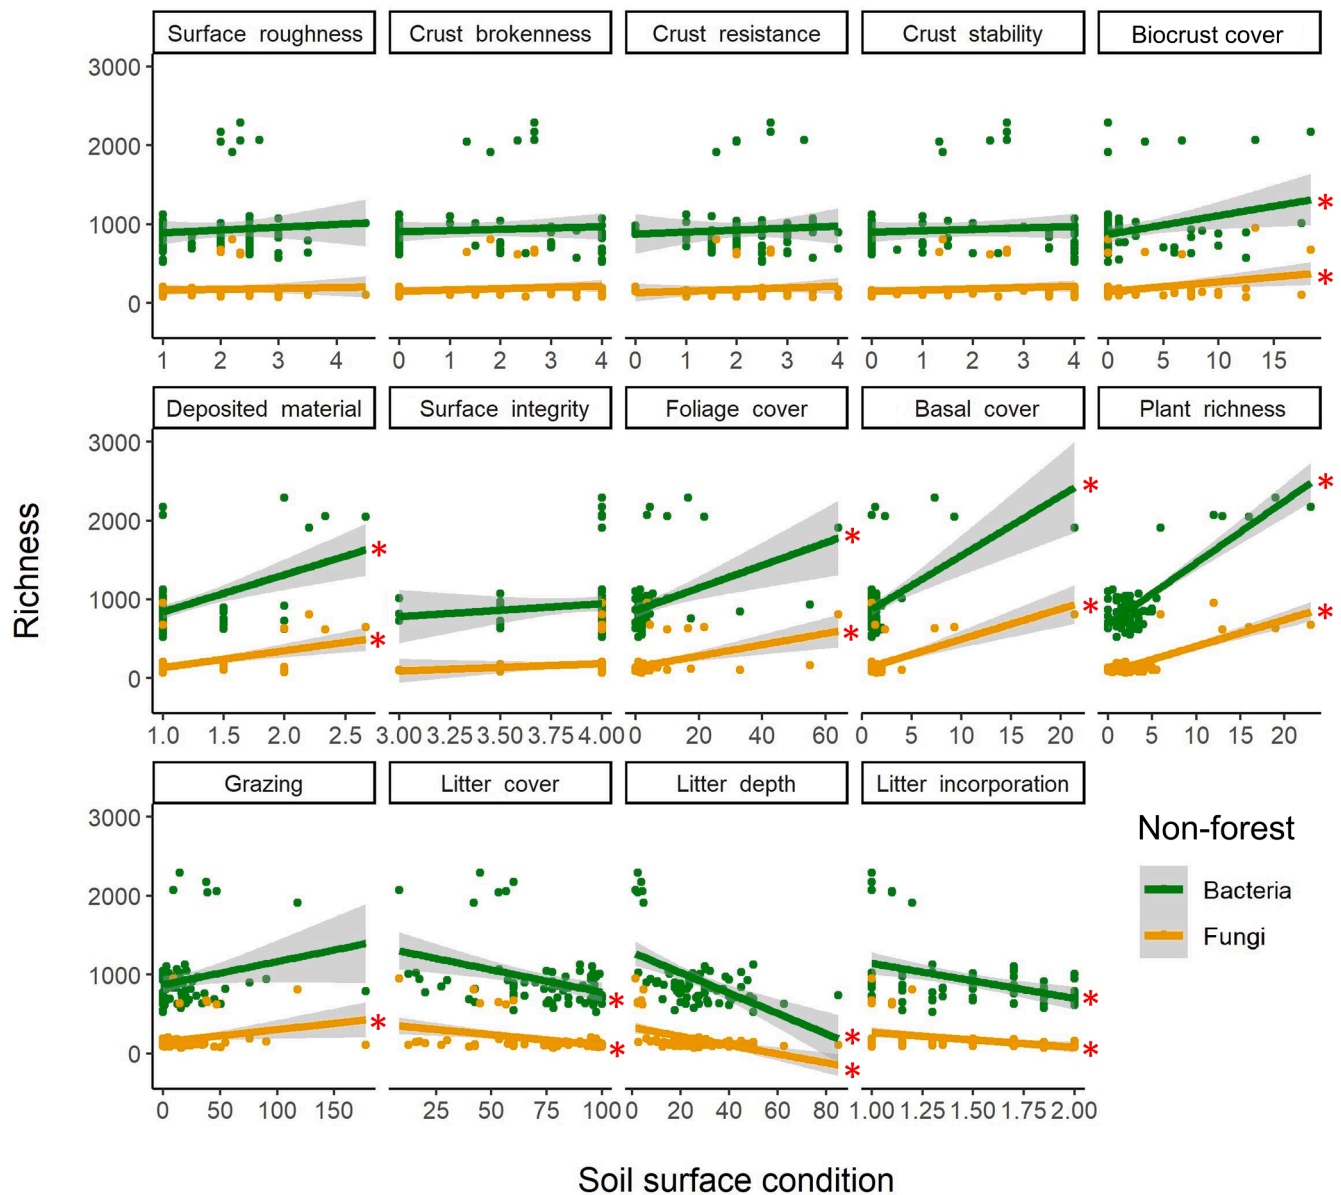 Surface roughness
Crust brokenness
Crust resistance
Crust stability
Biocrust cover
3000
2000
1000
0
1 2 3 4
0 1 2 3 4
0 1 2 3 4
0 1 2 3 4
0 5 10 15
*
*
Deposited material
Surface integrity
Foliage cover
Basal cover
Plant richness
3000
2000
1000
0
1.0 1.5 2.0 2.5
3.00 3.25 3.50 3.75 4.00
0 20 40 60
0 5 10 15 20
0 5 10 15 20
*
*
*
*
*
*
*
*
Richness
Grazing
Litter cover
Litter depth
Litter incorporation
3000
2000
1000
0
0 50 100 150
25 50 75 100
0 20 40 60 80
1.00 1.25 1.50 1.75 2.00
*
*
*
*
*
*
*
Non-forest
Bacteria
Fungi
Soil surface condition